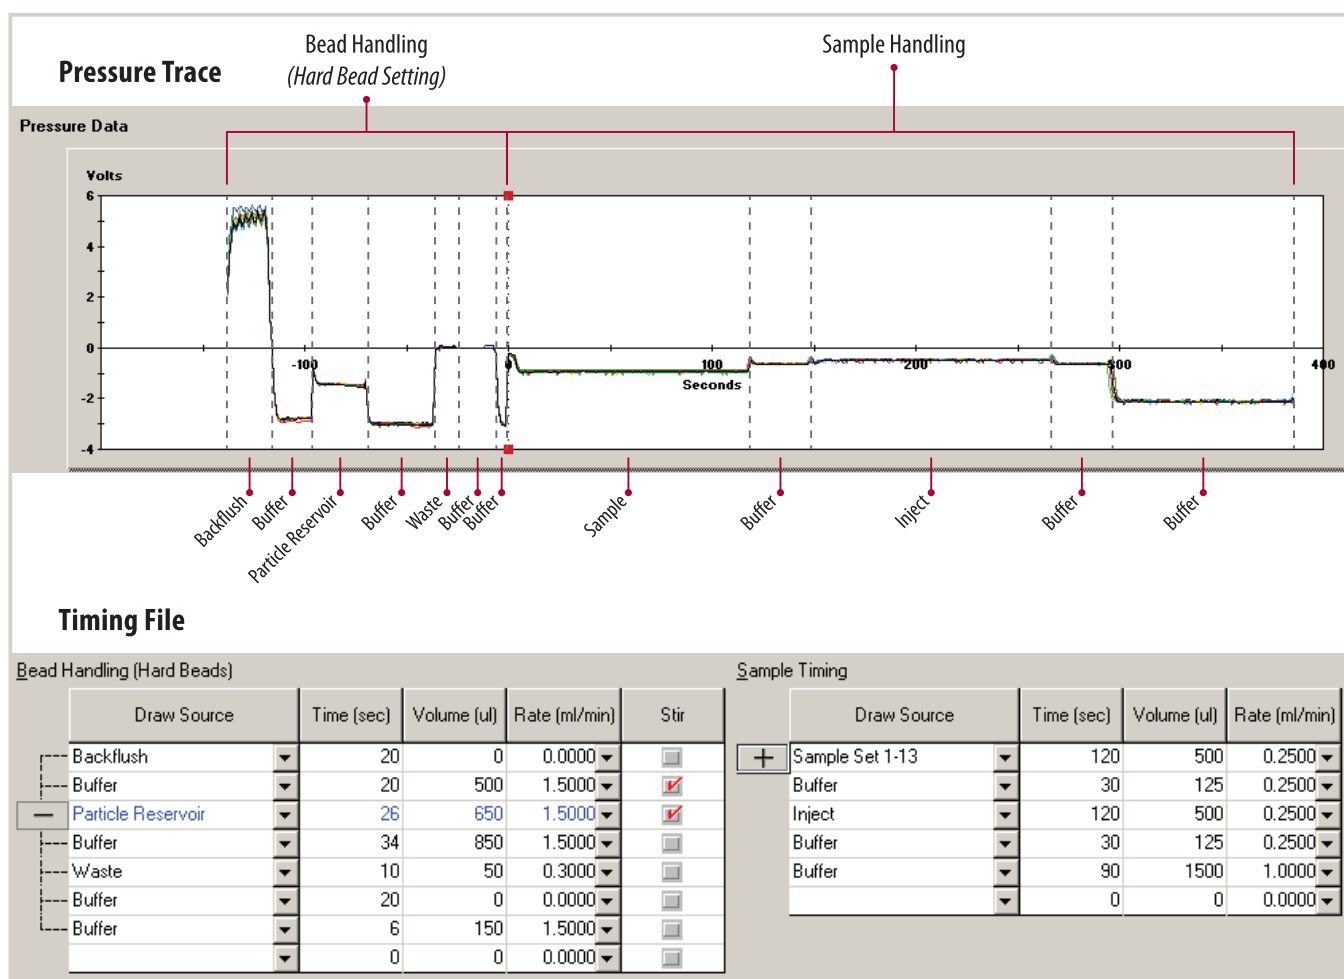 Bead Handling
(Hard Bead Setting)
Sample Handling
Pressure Trace
Pressure Data
Volts
6
4
2
0
-2
-4
-100
0
100
200
300
400
Seconds
Backflush
Buffer
Particle Reservoir
Buffer
Waste
Buffer
Buffer
Sample
Buffer
Inject
Buffer
Buffer
Timing File
Bead Handling (Hard Beads)
Draw Source Time (sec) Volume (ul) Rate (ml/min) Stir
Backflush 20 0 0.0000
Buffer 20 500 1.5000
Particle Reservoir 26 650 1.5000
Buffer 34 850 1.5000
Waste 10 50 0.3000
Buffer 20 0 0.0000
Buffer 6 150 1.5000
0 0 0.0000
Sample Timing
Draw Source Time (sec) Volume (ul) Rate (ml/min)
Sample Set 1-13 120 500 0.2500
Buffer 30 125 0.2500
Inject 120 500 0.2500
Buffer 30 125 0.2500
Buffer 90 1500 1.0000
0 0 0.0000